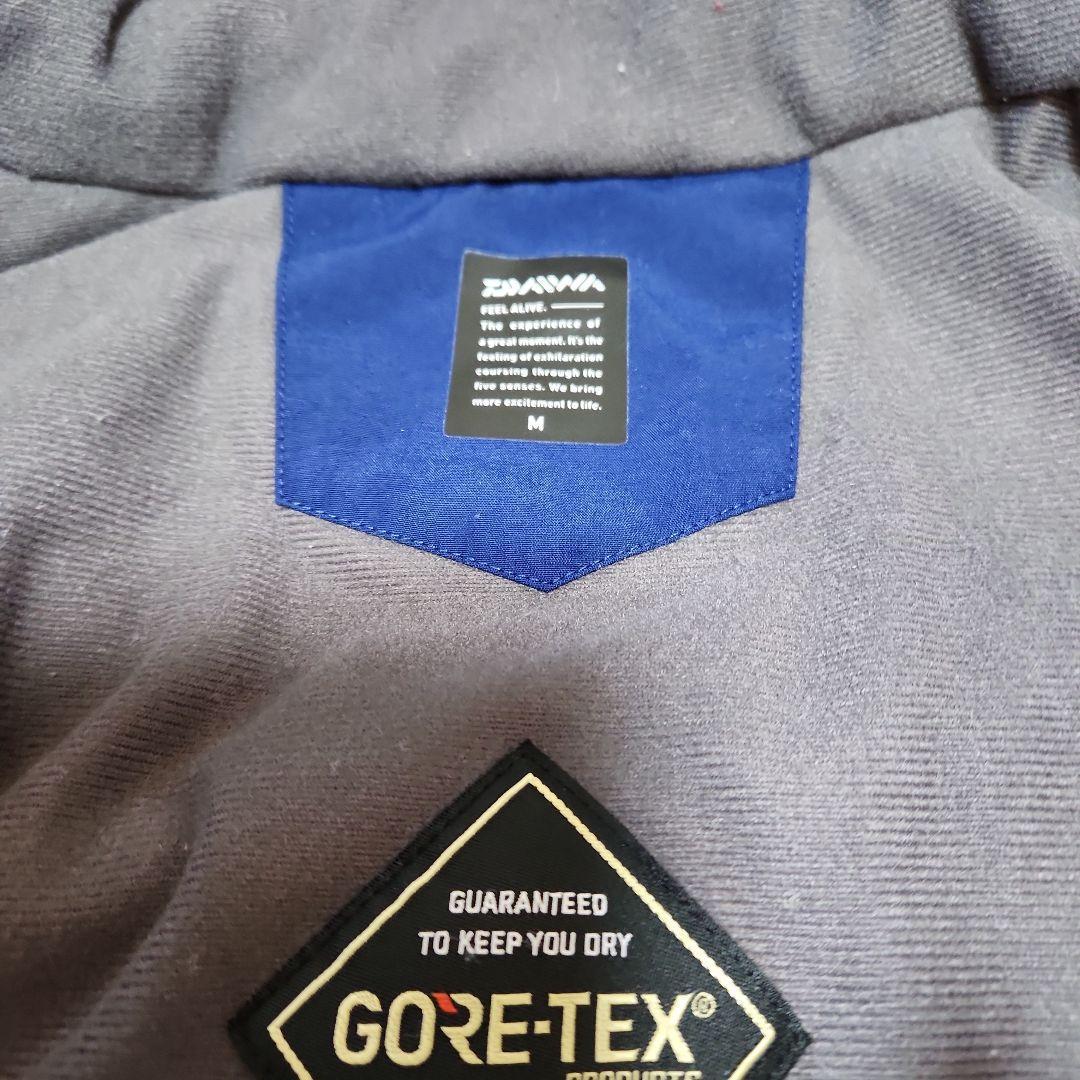 DAIWA
FEEL ALIVE.
The experience of
a great moment. It's the
feeling of exhilaration
coursing through the
five senses. We bring
more excitement to life.
M
GUARANTEED
TO KEEP YOU DRY
GORE-TEX®
PRODUCTS